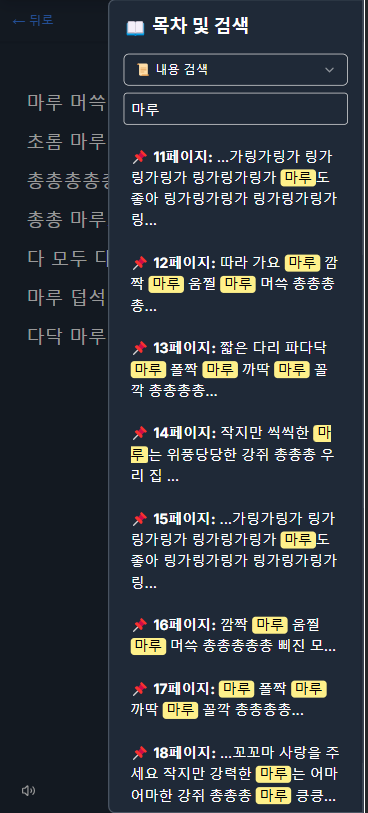 ← 뒤로
📖 목차 및 검색
📜 내용 검색
마루
📌 11페이지: ...가링가링가 링가
링가링가 링가링가링가 마루도
좋아 링가링가링가 링가링가링가
링...
📌 12페이지: 따라 가요 마루 깜
짝 마루 움찔 마루 머쓱 총총총
총...
📌 13페이지: 짧은 다리 파다닥
마루 폴짝 마루 까딱 마루 꼴
깍 총총총총...
📌 14페이지: 작지만 씩씩한 마
루는 위풍당당한 강쥐 총총총 우
리 집 ...
📌 15페이지: ...가링가링가 링가
링가링가 링가링가링가 마루도
좋아 링가링가링가 링가링가링가
링...
📌 16페이지: 깜짝 마루 움찔
마루 머쓱 총총총총총 삐진 모...
📌 17페이지: 마루 폴짝 마루
까딱 마루 꼴깍 총총총총...
📌 18페이지: ...꼬꼬마 사랑을 주
세요 작지만 강력한 마루는 어마
어마한 강쥐 총총총 마루 킁킁...
마루 머쓱
초롬 마루
총총총총
총총 마루
다 모두 다
마루 덥석
다닥 마루